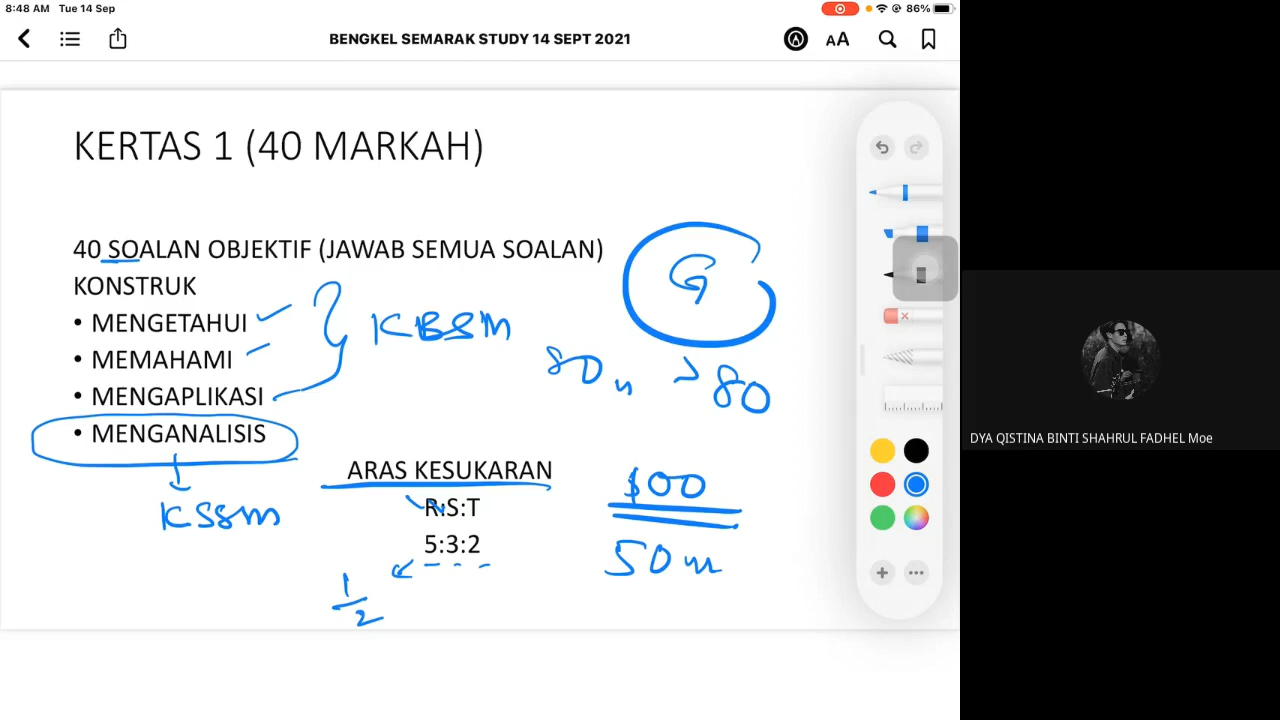 8:48 AM Tue 14 Sep
86%
BENGKEL SEMARAK STUDY 14 SEPT 2021
AA
KERTAS 1 (40 MARKAH)
40 SOALAN OBJEKTIF (JAWAB SEMUA SOALAN)
KONSTRUK
• MENGETAHUI
• MEMAHAMI
• MENGAPLIKASI
• MENGANALISIS
KBSM
G
80 > 80
KSSM
ARAS KESUKARAN
R:S:T
5:3:2
1/2
100
50 m
DYA QISTINA BINTI SHAHRUL FADHEL Moe